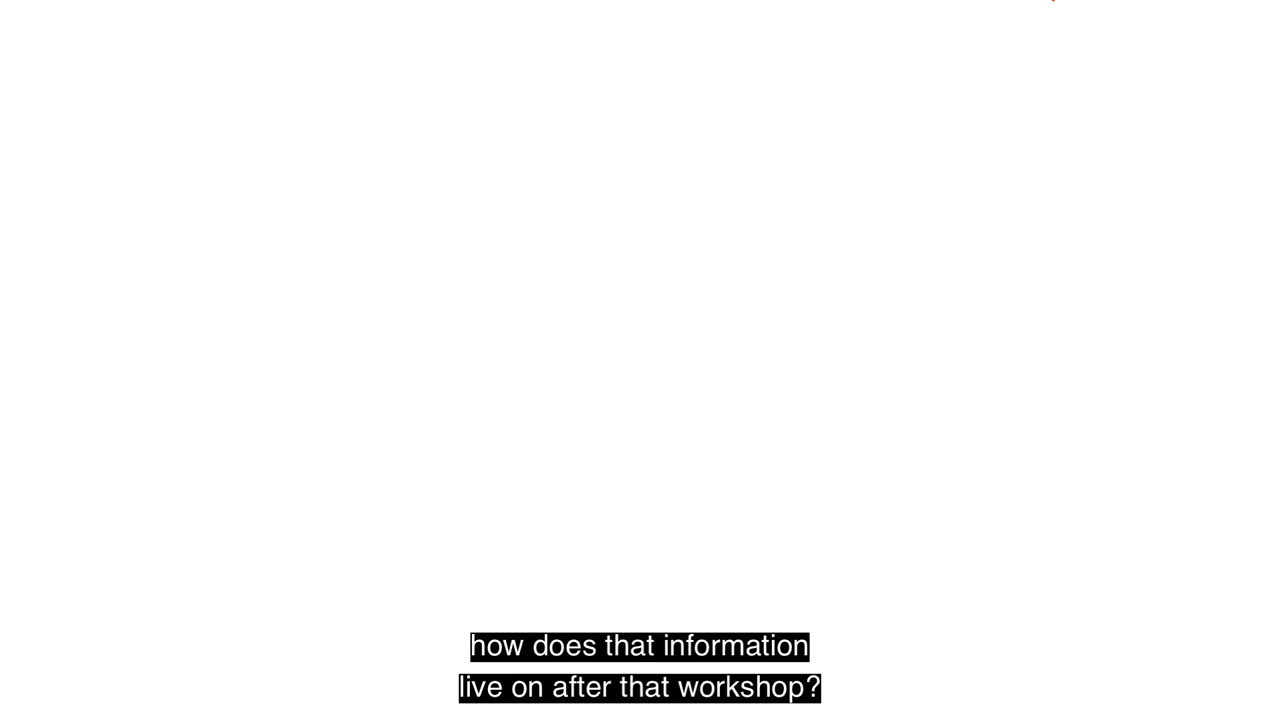 how does that information
live on after that workshop?